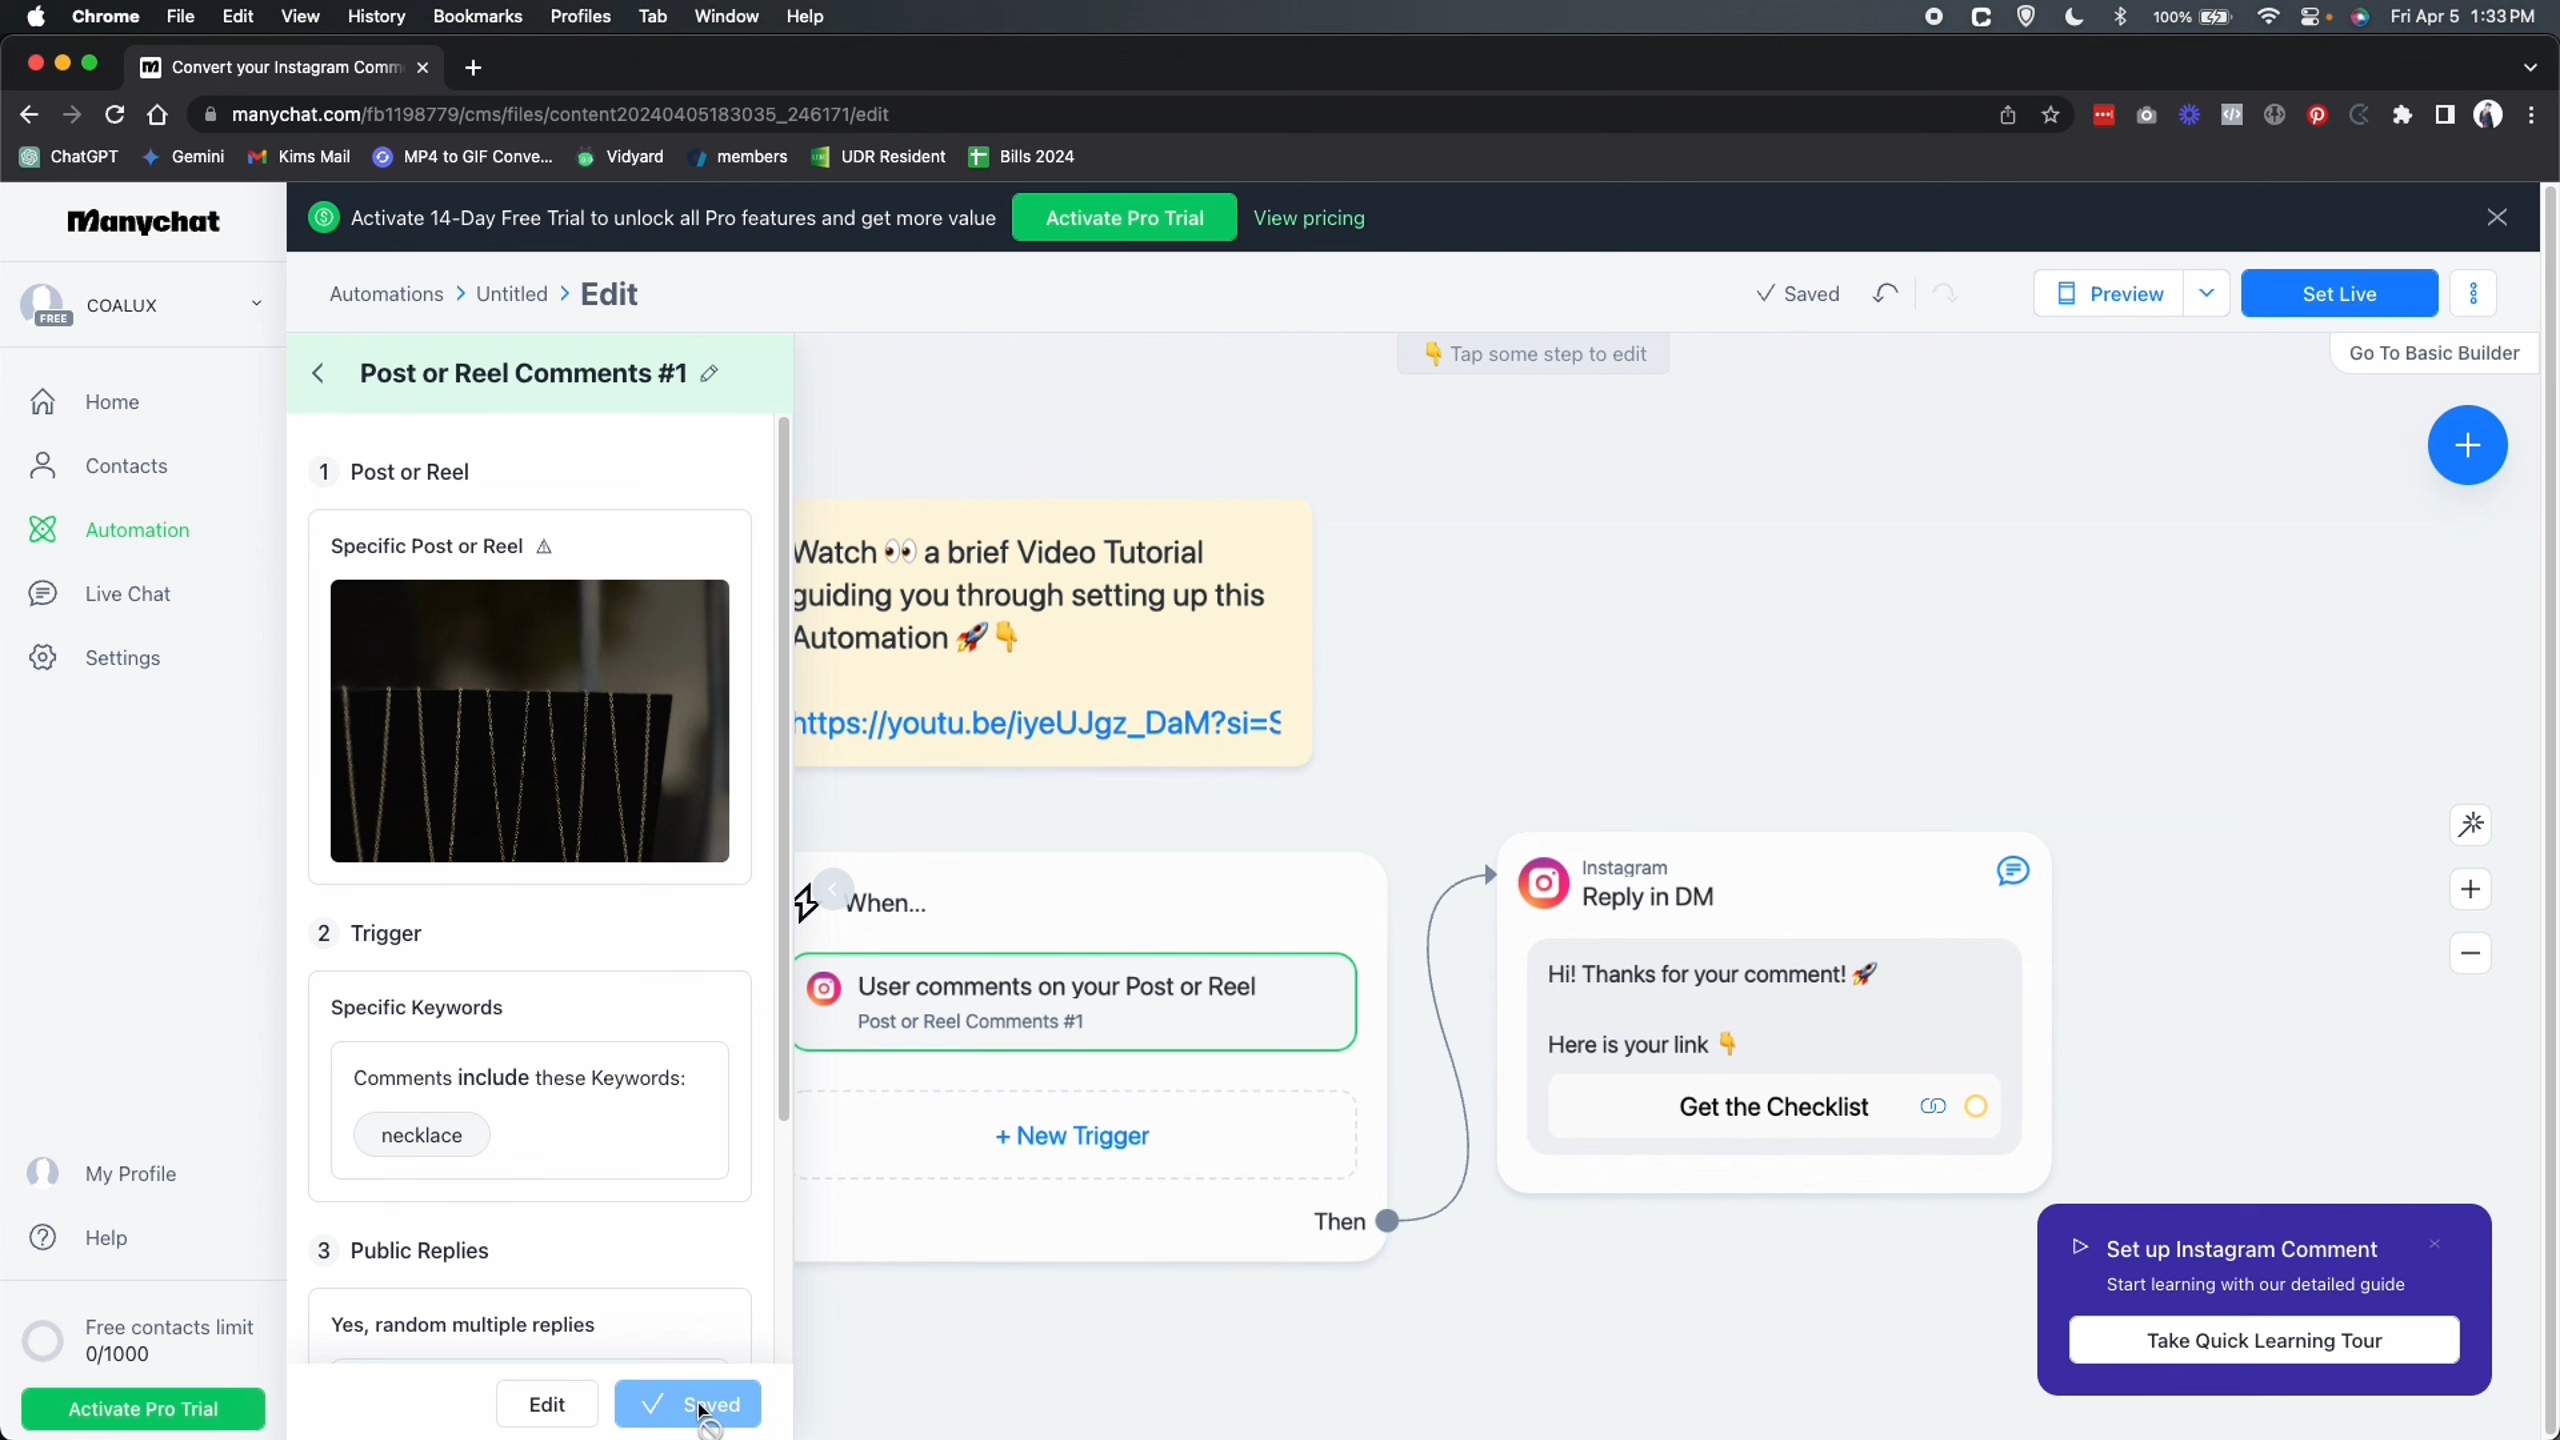 Chrome File Edit View History Bookmarks Profiles Tab Window Help 100% Fri Apr 5 1:33 PM
Convert your Instagram Comm
manychat.com/fb1198779/cms/files/content20240405183035_246171/edit
ChatGPT Gemini Kims Mail MP4 to GIF Conve... Vidyard members UDR Resident Bills 2024
Manychat
Activate 14-Day Free Trial to unlock all Pro features and get more value Activate Pro Trial View pricing
COALUX
FREE
Automations > Untitled > Edit
Saved Preview Set Live
Go To Basic Builder
👇 Tap some step to edit
Home
Contacts
Automation
Live Chat
Settings
My Profile
Help
Free contacts limit
0/1000
Activate Pro Trial
Post or Reel Comments #1
1 Post or Reel
Specific Post or Reel
2 Trigger
Specific Keywords
Comments include these Keywords:
necklace
3 Public Replies
Yes, random multiple replies
Edit Saved
Watch 👀 a brief Video Tutorial
guiding you through setting up this
Automation 🚀👇
https://youtu.be/iyeUJgz_DaM?si=S
When...
User comments on your Post or Reel
Post or Reel Comments #1
+ New Trigger
Then
Instagram
Reply in DM
Hi! Thanks for your comment! 🚀
Here is your link 👇
Get the Checklist
Set up Instagram Comment
Start learning with our detailed guide
Take Quick Learning Tour